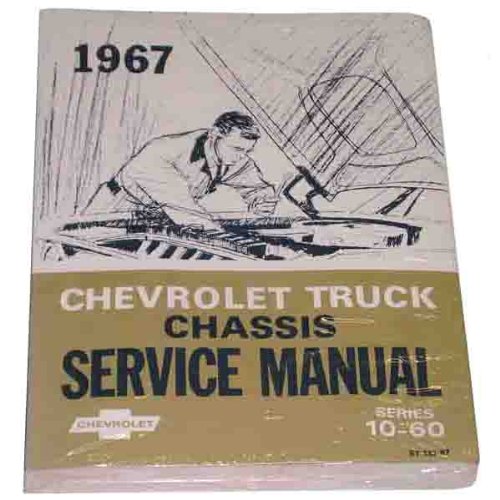 1967
CHEVROLET TRUCK
CHASSIS
SERVICE MANUAL
SERIES
10-60
CHEVROLET